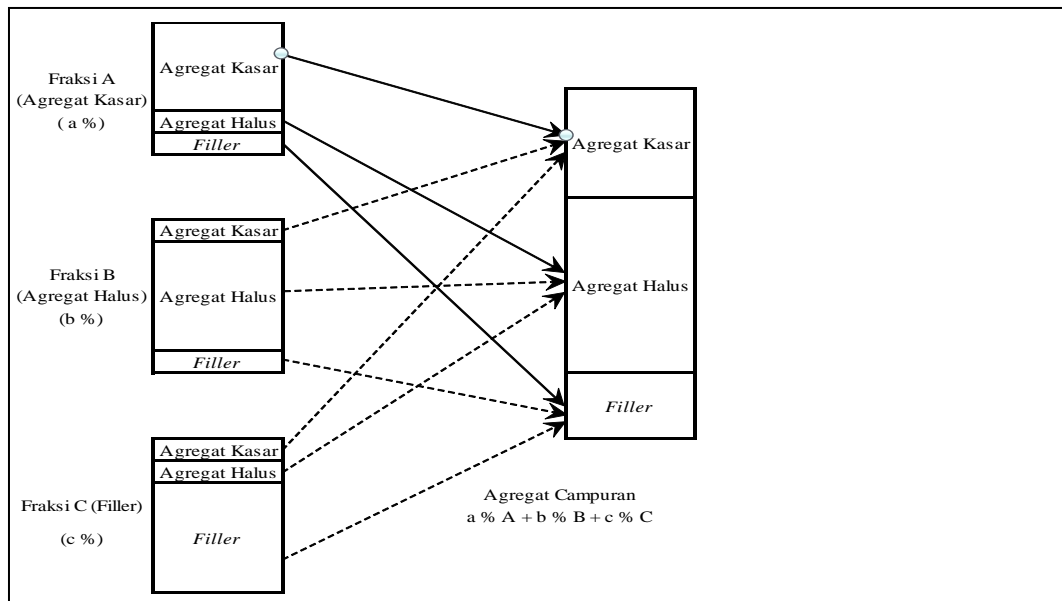 Fraksi A
(Agregat Kasar)
( a %)
Agregat Kasar
Agregat Halus
Filler
Fraksi B
(Agregat Halus)
(b %)
Agregat Kasar
Agregat Halus
Filler
Fraksi C (Filler)
(c %)
Agregat Kasar
Agregat Halus
Filler
Agregat Kasar
Agregat Halus
Filler
Agregat Campuran
a % A + b % B + c % C